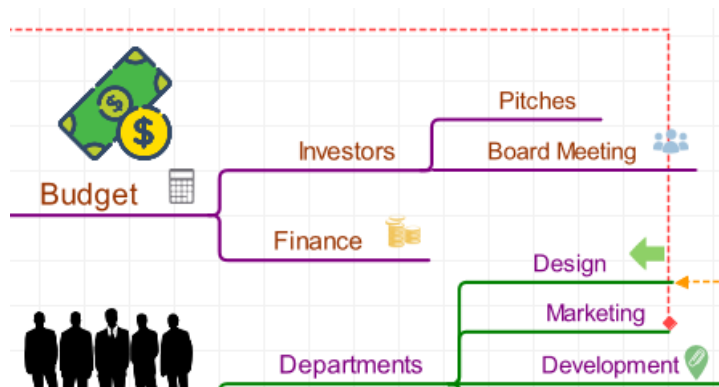 Pitches
Investors
Board Meeting
Budget
Finance
Design
Marketing
Departments
Development